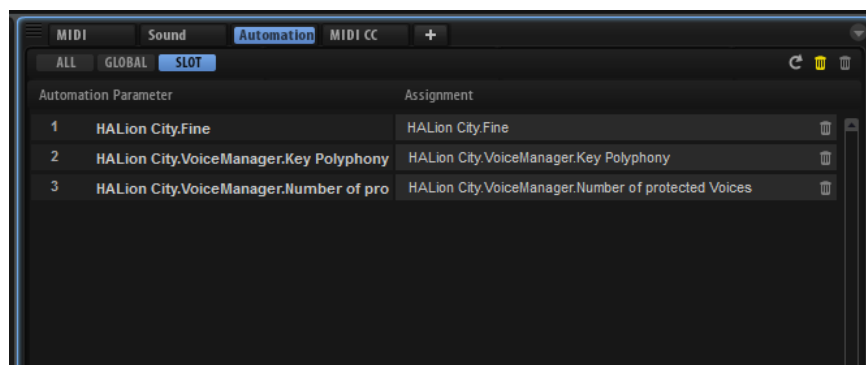 MIDI Sound Automation MIDI CC +
ALL GLOBAL SLOT
Automation Parameter Assignment
1 HALion City.Fine HALion City.Fine
2 HALion City.VoiceManager.Key Polyphony HALion City.VoiceManager.Key Polyphony
3 HALion City.VoiceManager.Number of pro HALion City.VoiceManager.Number of protected Voices